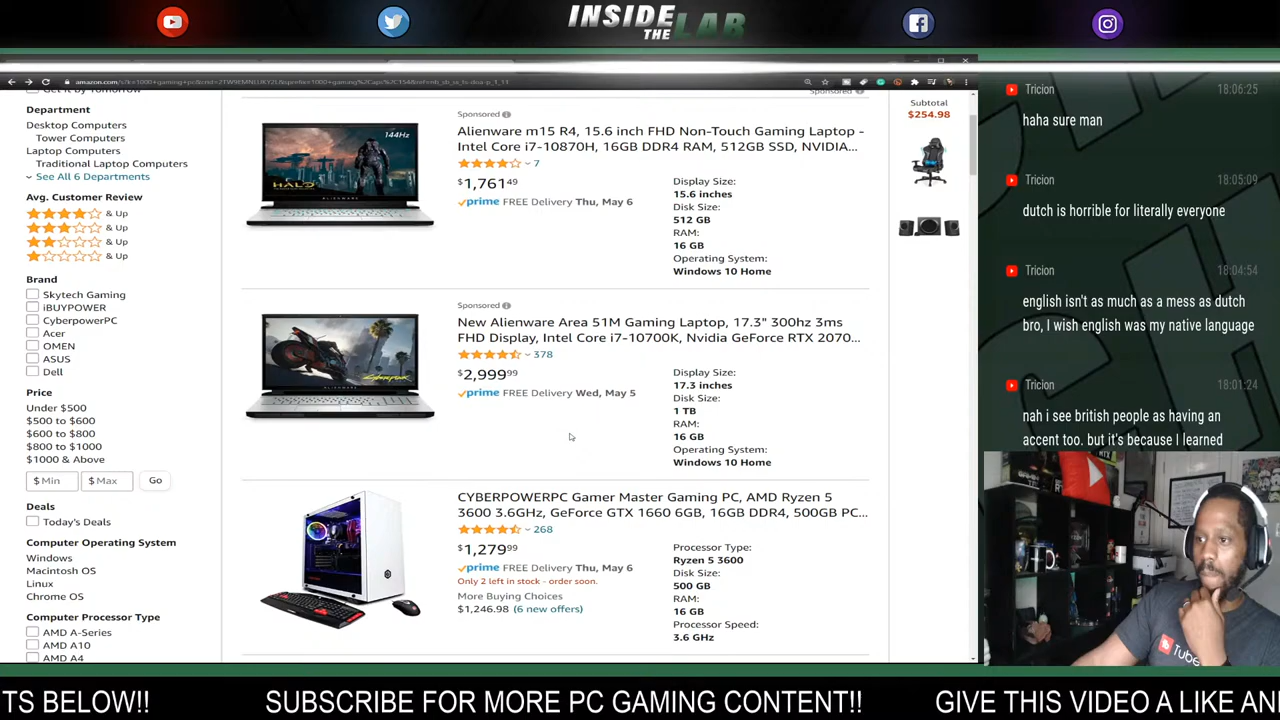 INSIDE
THE LAB
Get It by Tomorrow
Sponsored
Department
Desktop Computers
Tower Computers
Laptop Computers
Traditional Laptop Computers
See All 6 Departments
Avg. Customer Review
& Up
& Up
& Up
& Up
Brand
Skytech Gaming
iBUYPOWER
CyberpowerPC
Acer
OMEN
ASUS
Dell
Price
Under $500
$500 to $600
$600 to $800
$800 to $1000
$1000 & Above
$ Min $ Max Go
Deals
Today's Deals
Computer Operating System
Windows
Macintosh OS
Linux
Chrome OS
Computer Processor Type
AMD A-Series
AMD A10
AMD A4
Sponsored
144Hz
HALO
ALIENWARE
Alienware m15 R4, 15.6 inch FHD Non-Touch Gaming Laptop -
Intel Core i7-10870H, 16GB DDR4 RAM, 512GB SSD, NVIDIA...
7
$1,761 49
prime FREE Delivery Thu, May 6
Display Size:
15.6 inches
Disk Size:
512 GB
RAM:
16 GB
Operating System:
Windows 10 Home
Sponsored
New Alienware Area 51M Gaming Laptop, 17.3" 300hz 3ms
FHD Display, Intel Core i7-10700K, Nvidia GeForce RTX 2070...
378
$2,999 99
prime FREE Delivery Wed, May 5
Display Size:
17.3 inches
Disk Size:
1 TB
RAM:
16 GB
Operating System:
Windows 10 Home
CYBERPOWERPC Gamer Master Gaming PC, AMD Ryzen 5
3600 3.6GHz, GeForce GTX 1660 6GB, 16GB DDR4, 500GB PC...
268
$1,279 99
prime FREE Delivery Thu, May 6
Only 2 left in stock - order soon.
More Buying Choices
$1,246.98 (6 new offers)
Processor Type:
Ryzen 5 3600
Disk Size:
500 GB
RAM:
16 GB
Processor Speed:
3.6 GHz
Subtotal
$254.98
Tricion 18:06:25
haha sure man
Tricion 18:05:09
dutch is horrible for literally everyone
Tricion 18:04:54
english isn't as much as a mess as dutch
bro, I wish english was my native language
Tricion 18:01:24
nah i see british people as having an
accent too. but it's because I learned
Tube
TS BELOW!! SUBSCRIBE FOR MORE PC GAMING CONTENT!! GIVE THIS VIDEO A LIKE AN